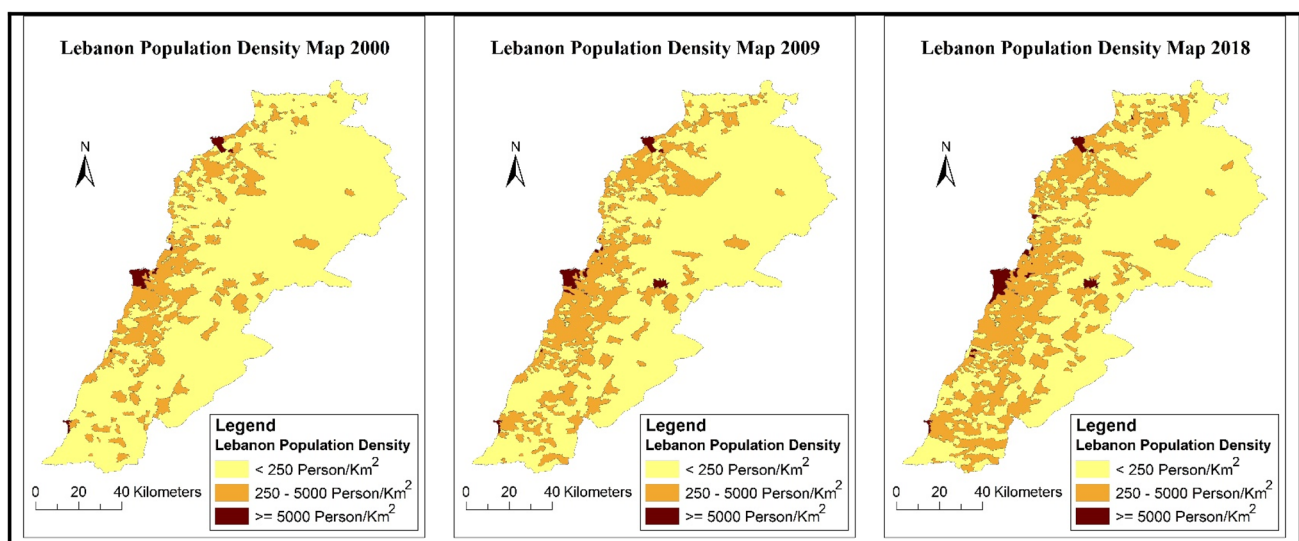 Lebanon Population Density Map 2000
N
Legend
Lebanon Population Density
< 250 Person/Km²
250 - 5000 Person/Km²
>= 5000 Person/Km²
0 20 40 Kilometers
Lebanon Population Density Map 2009
N
Legend
Lebanon Population Density
< 250 Person/Km²
250 - 5000 Person/Km²
>= 5000 Person/Km²
0 20 40 Kilometers
Lebanon Population Density Map 2018
N
Legend
Lebanon Population Density
< 250 Person/Km²
250 - 5000 Person/Km²
>= 5000 Person/Km²
0 20 40 Kilometers